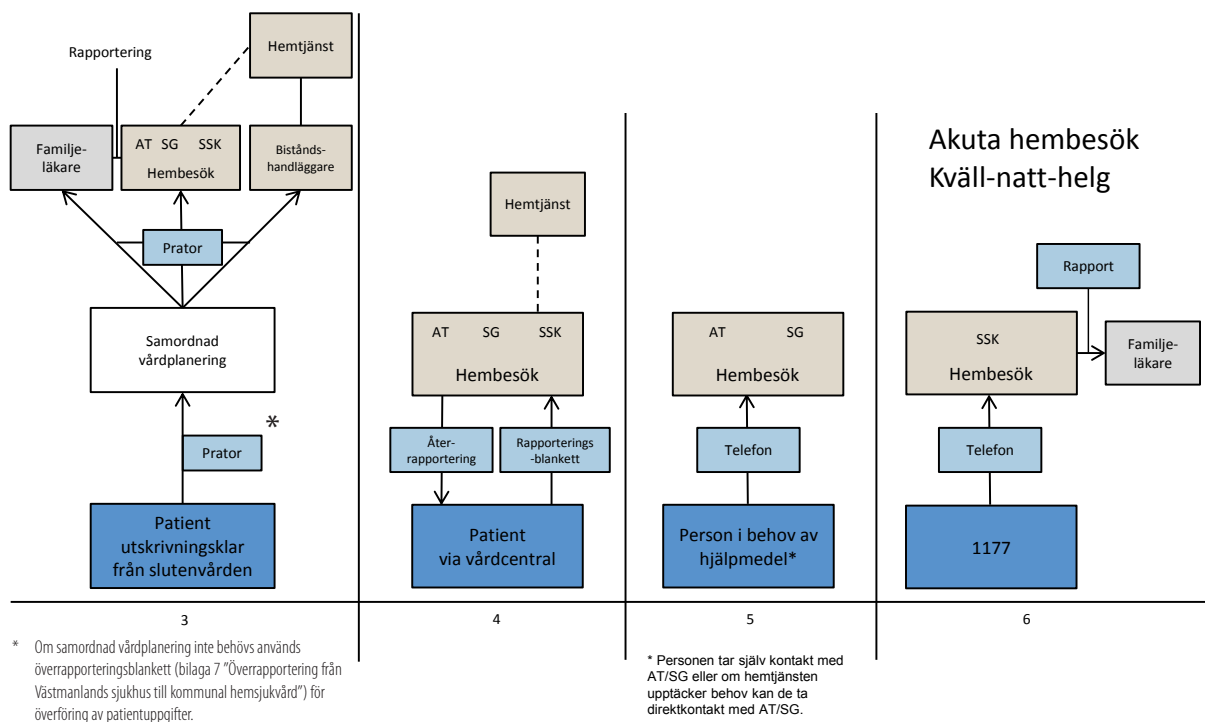 Rapportering
Hemtjänst
Familje-
läkare
AT SG SSK
Hembesök
Bistånds-
handläggare
Prator
Samordnad
vårdplanering
*
Prator
Patient
utskrivningsklar
från slutenvården
3
* Om samordnad vårdplanering inte behövs används
överrapporteringsblankett (bilaga 7 "Överrapportering från
Västmanlands sjukhus till kommunal hemsjukvård") för
överföring av patientuppgifter.
Hemtjänst
AT SG SSK
Hembesök
Åter-
rapportering
Rapporterings
-blankett
Patient
via vårdcentral
4
AT SG
Hembesök
Telefon
Person i behov av
hjälpmedel*
5
* Personen tar själv kontakt med
AT/SG eller om hemtjänsten
upptäcker behov kan de ta
direktkontakt med AT/SG.
Akuta hembesök
Kväll-natt-helg
Rapport
SSK
Hembesök
Familje-
läkare
Telefon
1177
6